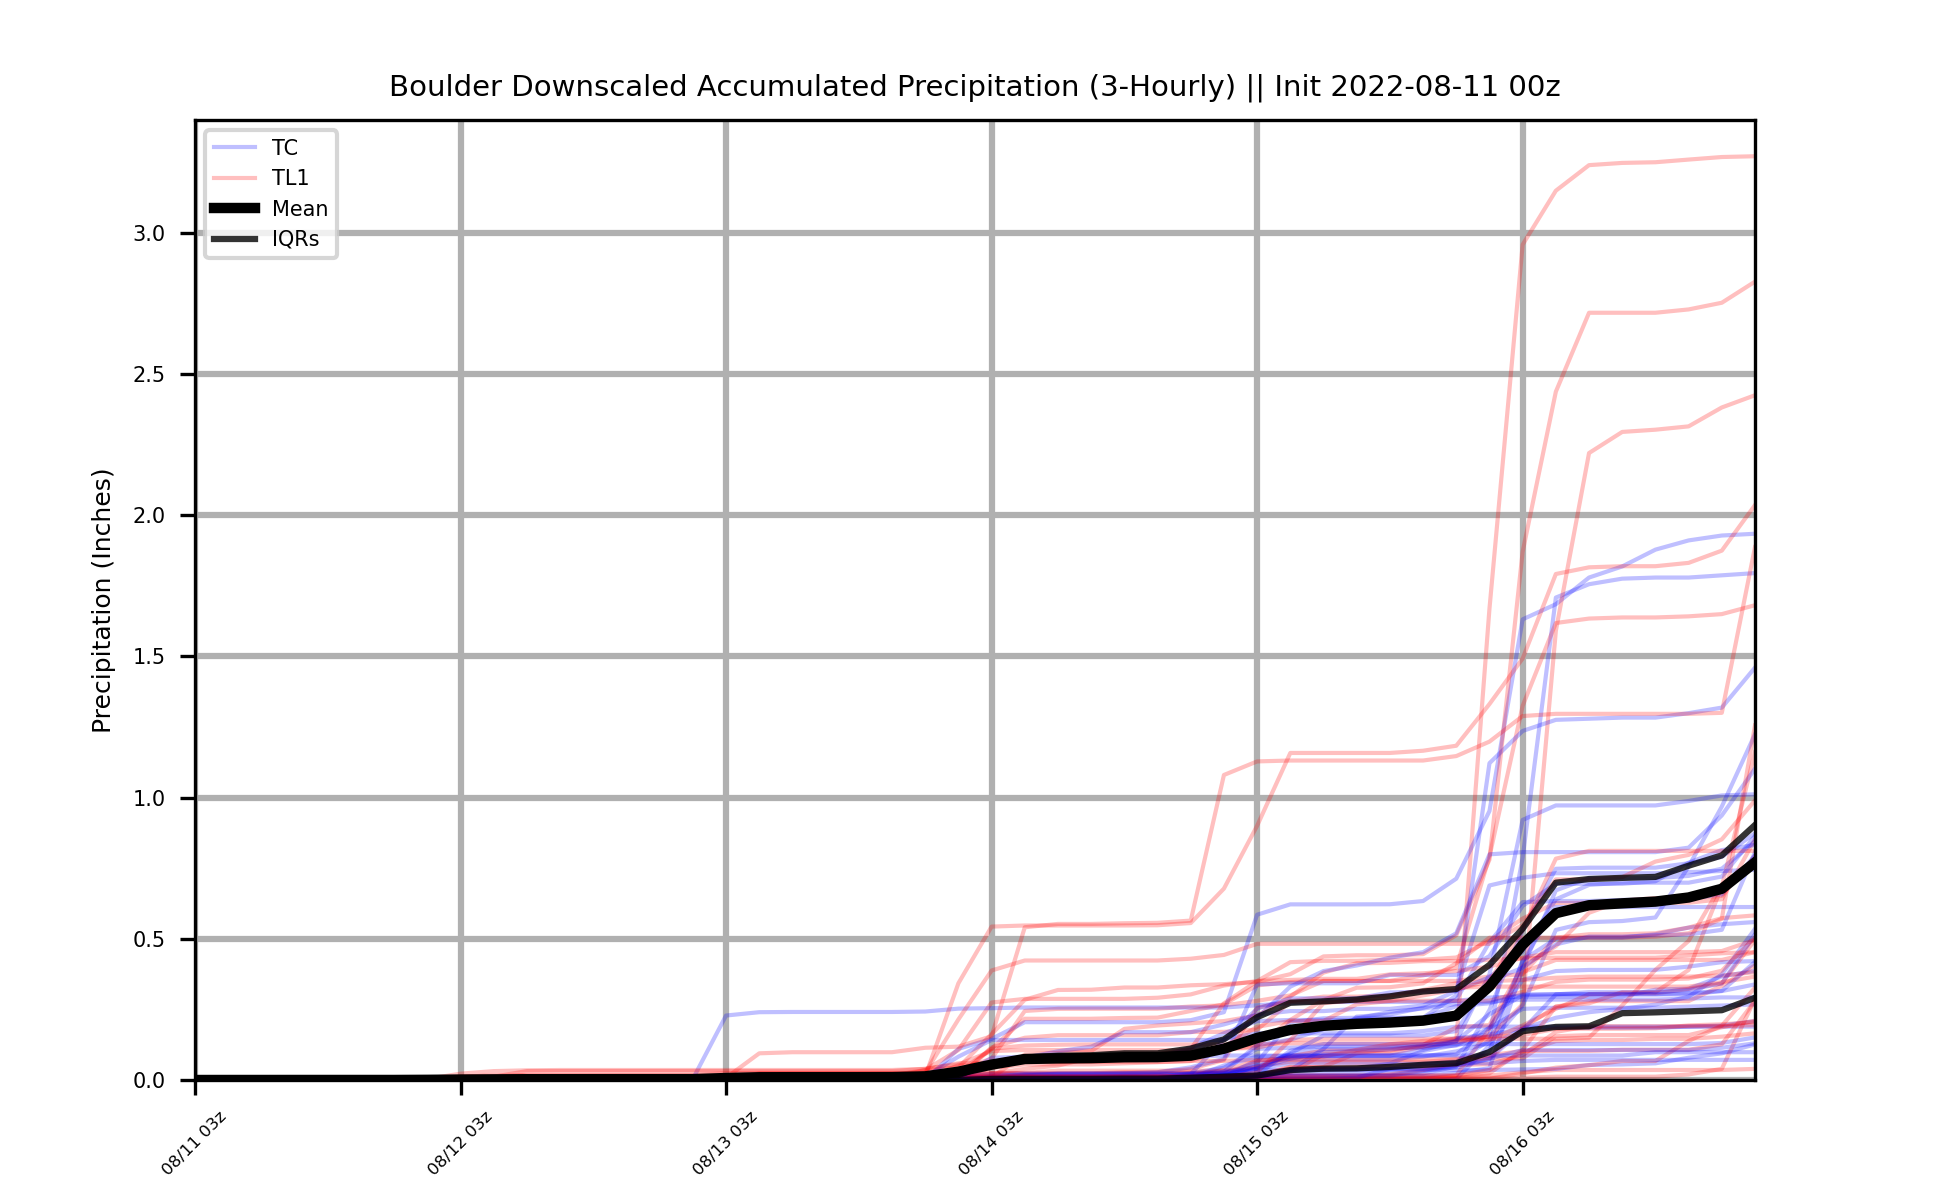 Boulder Downscaled Accumulated Precipitation (3-Hourly) || Init 2022-08-11 00z
TC
TL1
Mean
IQRs
Precipitation (Inches)
3.0
2.5
2.0
1.5
1.0
0.5
0.0
08/11 03z
08/12 03z
08/13 03z
08/14 03z
08/15 03z
08/16 03z